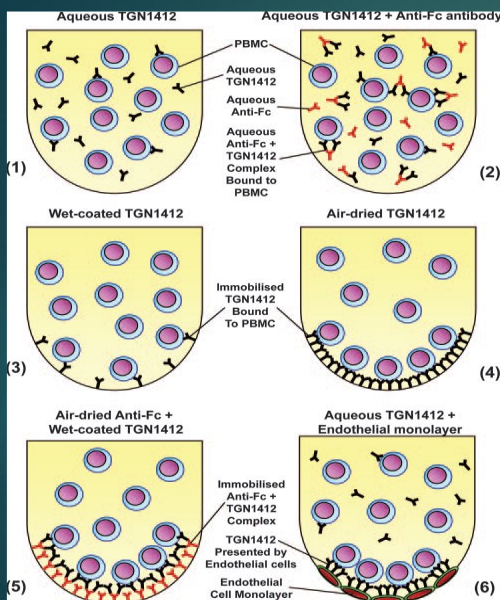 Aqueous TGN1412
Aqueous TGN1412 + Anti-Fc antibody
PBMC
Aqueous
TGN1412
Aqueous
Anti-Fc
Aqueous
Anti-Fc +
TGN1412
Complex
Bound to
PBMC
(1)
(2)
Wet-coated TGN1412
Air-dried TGN1412
Immobilised
TGN1412
Bound
To PBMC
(3)
(4)
Air-dried Anti-Fc +
Wet-coated TGN1412
Aqueous TGN1412 +
Endothelial monolayer
Immobilised
Anti-Fc +
TGN1412
Complex
TGN1412
Presented by
Endothelial cells
Endothelial
Cell Monolayer
(5)
(6)